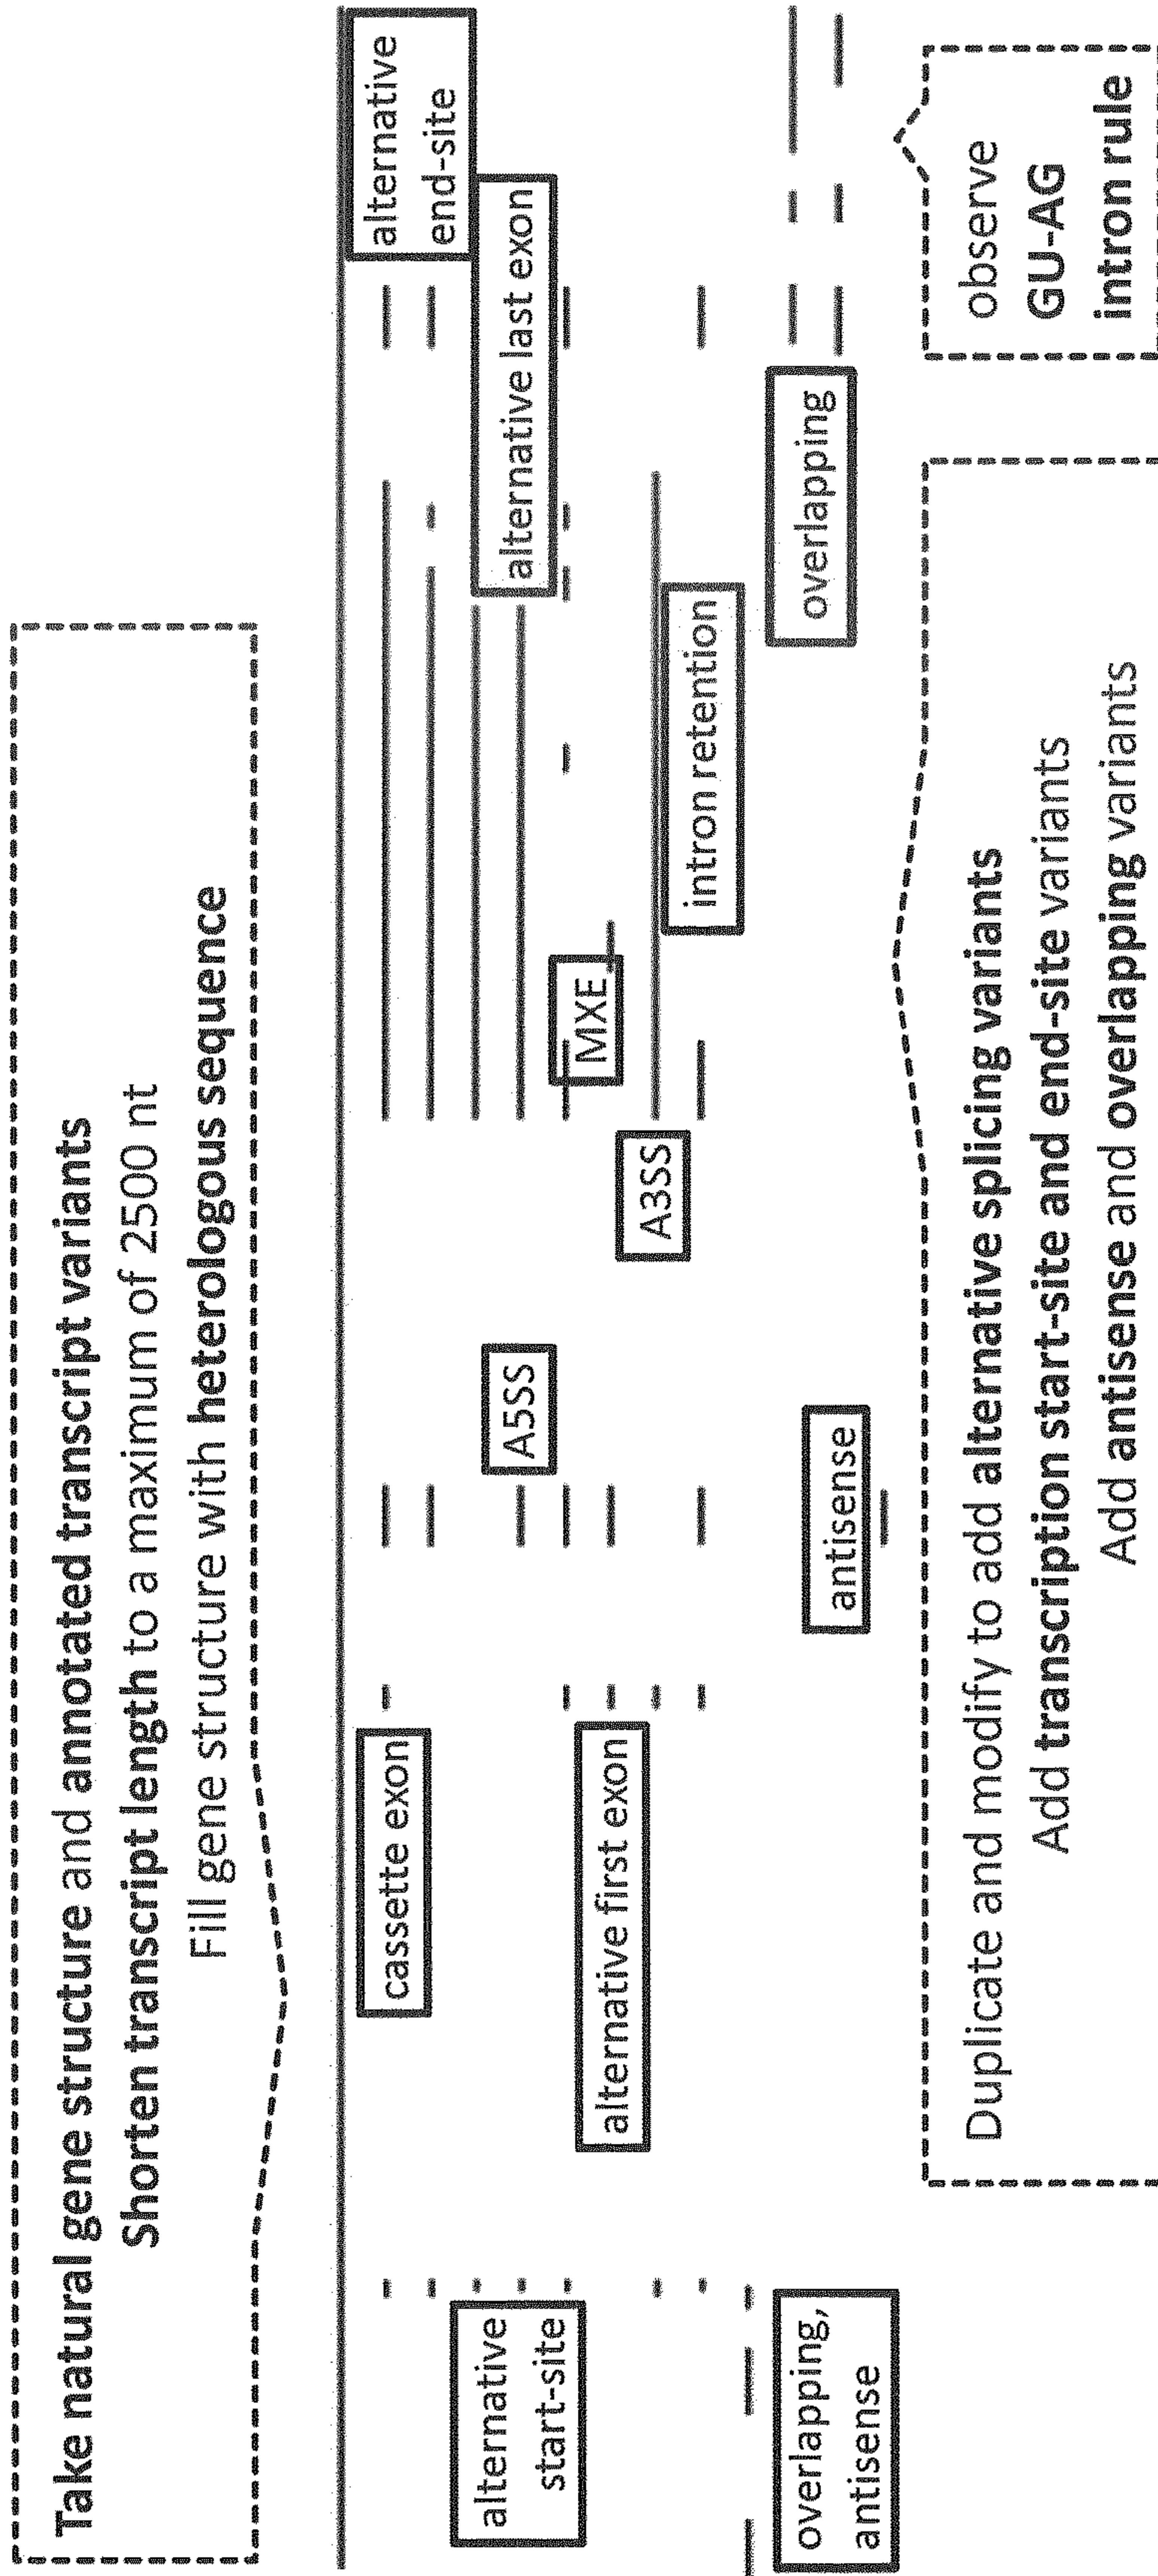 Take natural gene structure and annotated transcript variants
Shorten transcript length to a maximum of 2500 nt
Fill gene structure with heterologous sequence
alternative
end-site
alternative last exon
cassette exon
A5SS
MXE
alternative
start-site
alternative first exon
A3SS
intron retention
overlapping
antisense
overlapping,
antisense
Duplicate and modify to add alternative splicing variants
Add transcription start-site and end-site variants
Add antisense and overlapping variants
observe
GU-AG
intron rule